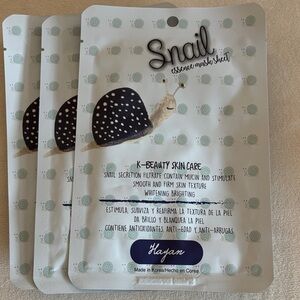 Snail
essence mask sheet
K-BEAUTY SKIN CARE
SNAIL SECRETION FILTRATE CONTAIN MUCIN AND STIMULATE
SMOOTH AND FIRM SKIN TEXTURE
WHITENING BRIGHTING
ESTIMULA, SUAVIZA Y REAFIRMA LA TEXTURA DE LA PIEL
DA BRILLO Y BLANQUEA LA PIEL
.. CONTIENE ANTIOXIDANTES ANTI-EDAD Y ANTI-ARRUGAS
Hayan
Made in Korea/Hecho en Corea